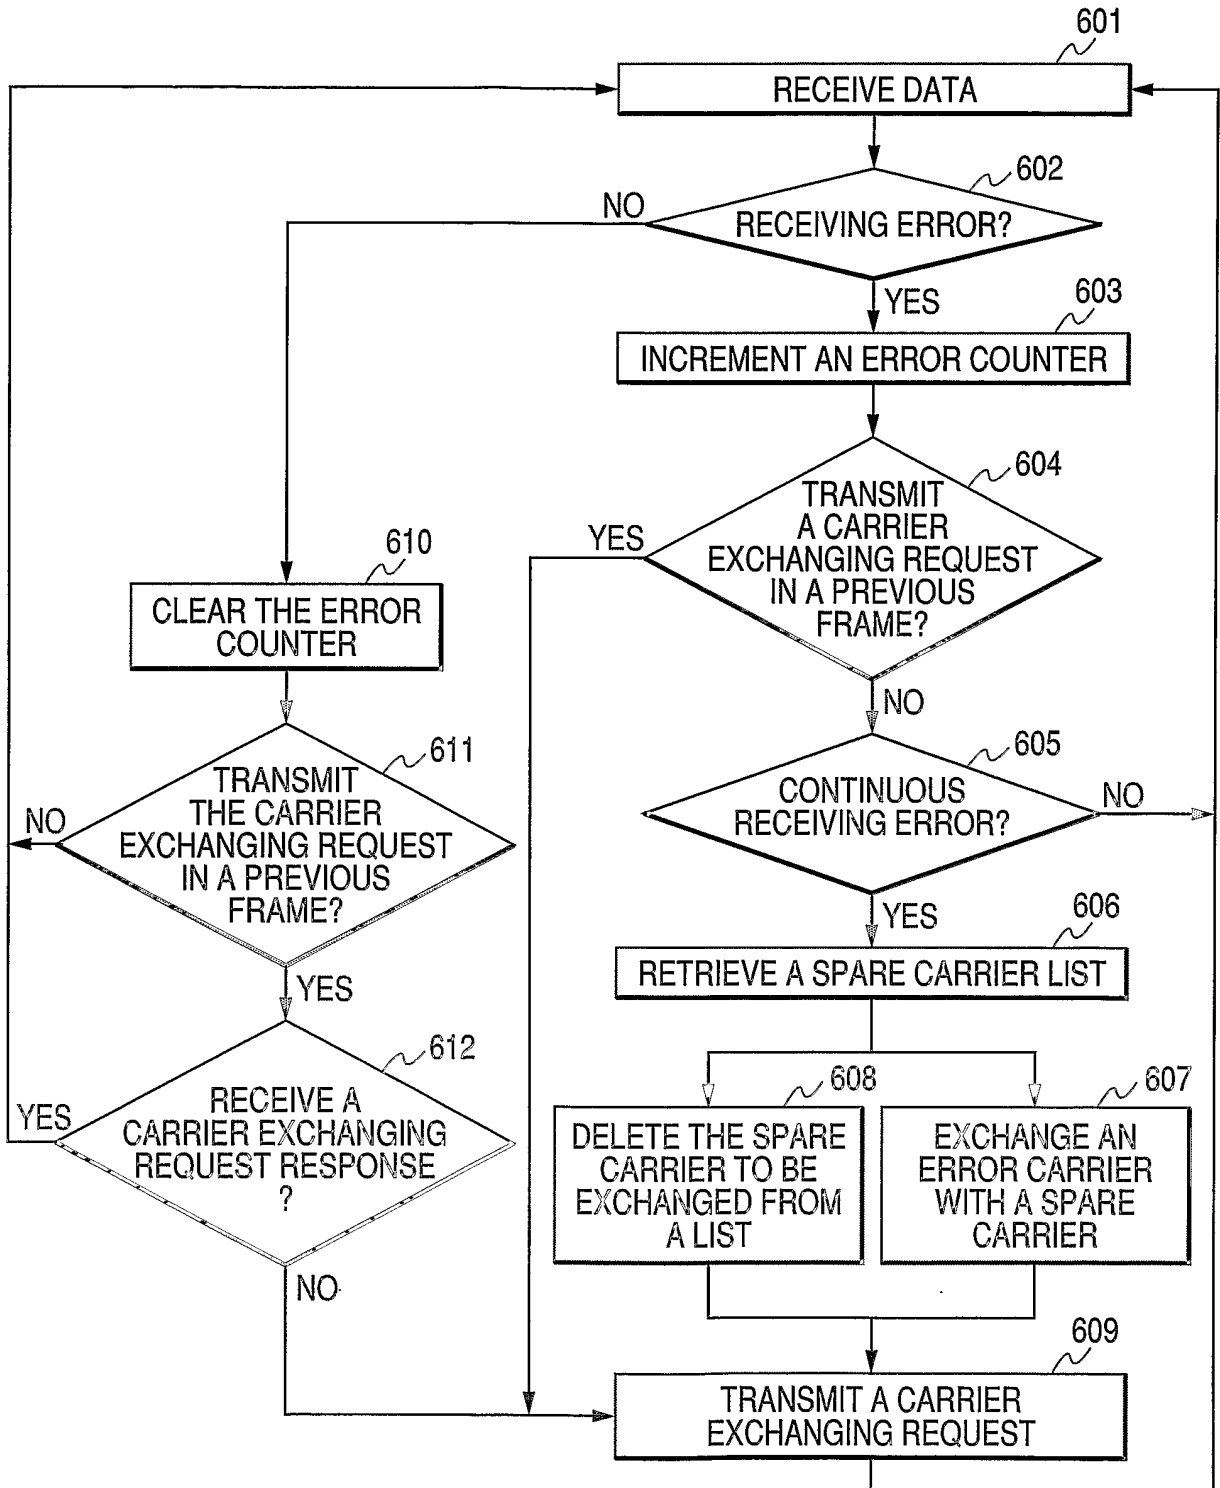 601
RECEIVE DATA
602
NO
RECEIVING ERROR?
YES
603
INCREMENT AN ERROR COUNTER
604
TRANSMIT
A CARRIER
EXCHANGING REQUEST
IN A PREVIOUS
FRAME?
YES
NO
610
CLEAR THE ERROR
COUNTER
611
TRANSMIT
THE CARRIER
EXCHANGING REQUEST
IN A PREVIOUS
FRAME?
NO
YES
605
CONTINUOUS
RECEIVING ERROR?
NO
YES
606
RETRIEVE A SPARE CARRIER LIST
612
RECEIVE A
CARRIER EXCHANGING
REQUEST RESPONSE
?
YES
NO
608
DELETE THE SPARE
CARRIER TO BE
EXCHANGED FROM
A LIST
607
EXCHANGE AN
ERROR CARRIER
WITH A SPARE
CARRIER
609
TRANSMIT A CARRIER
EXCHANGING REQUEST